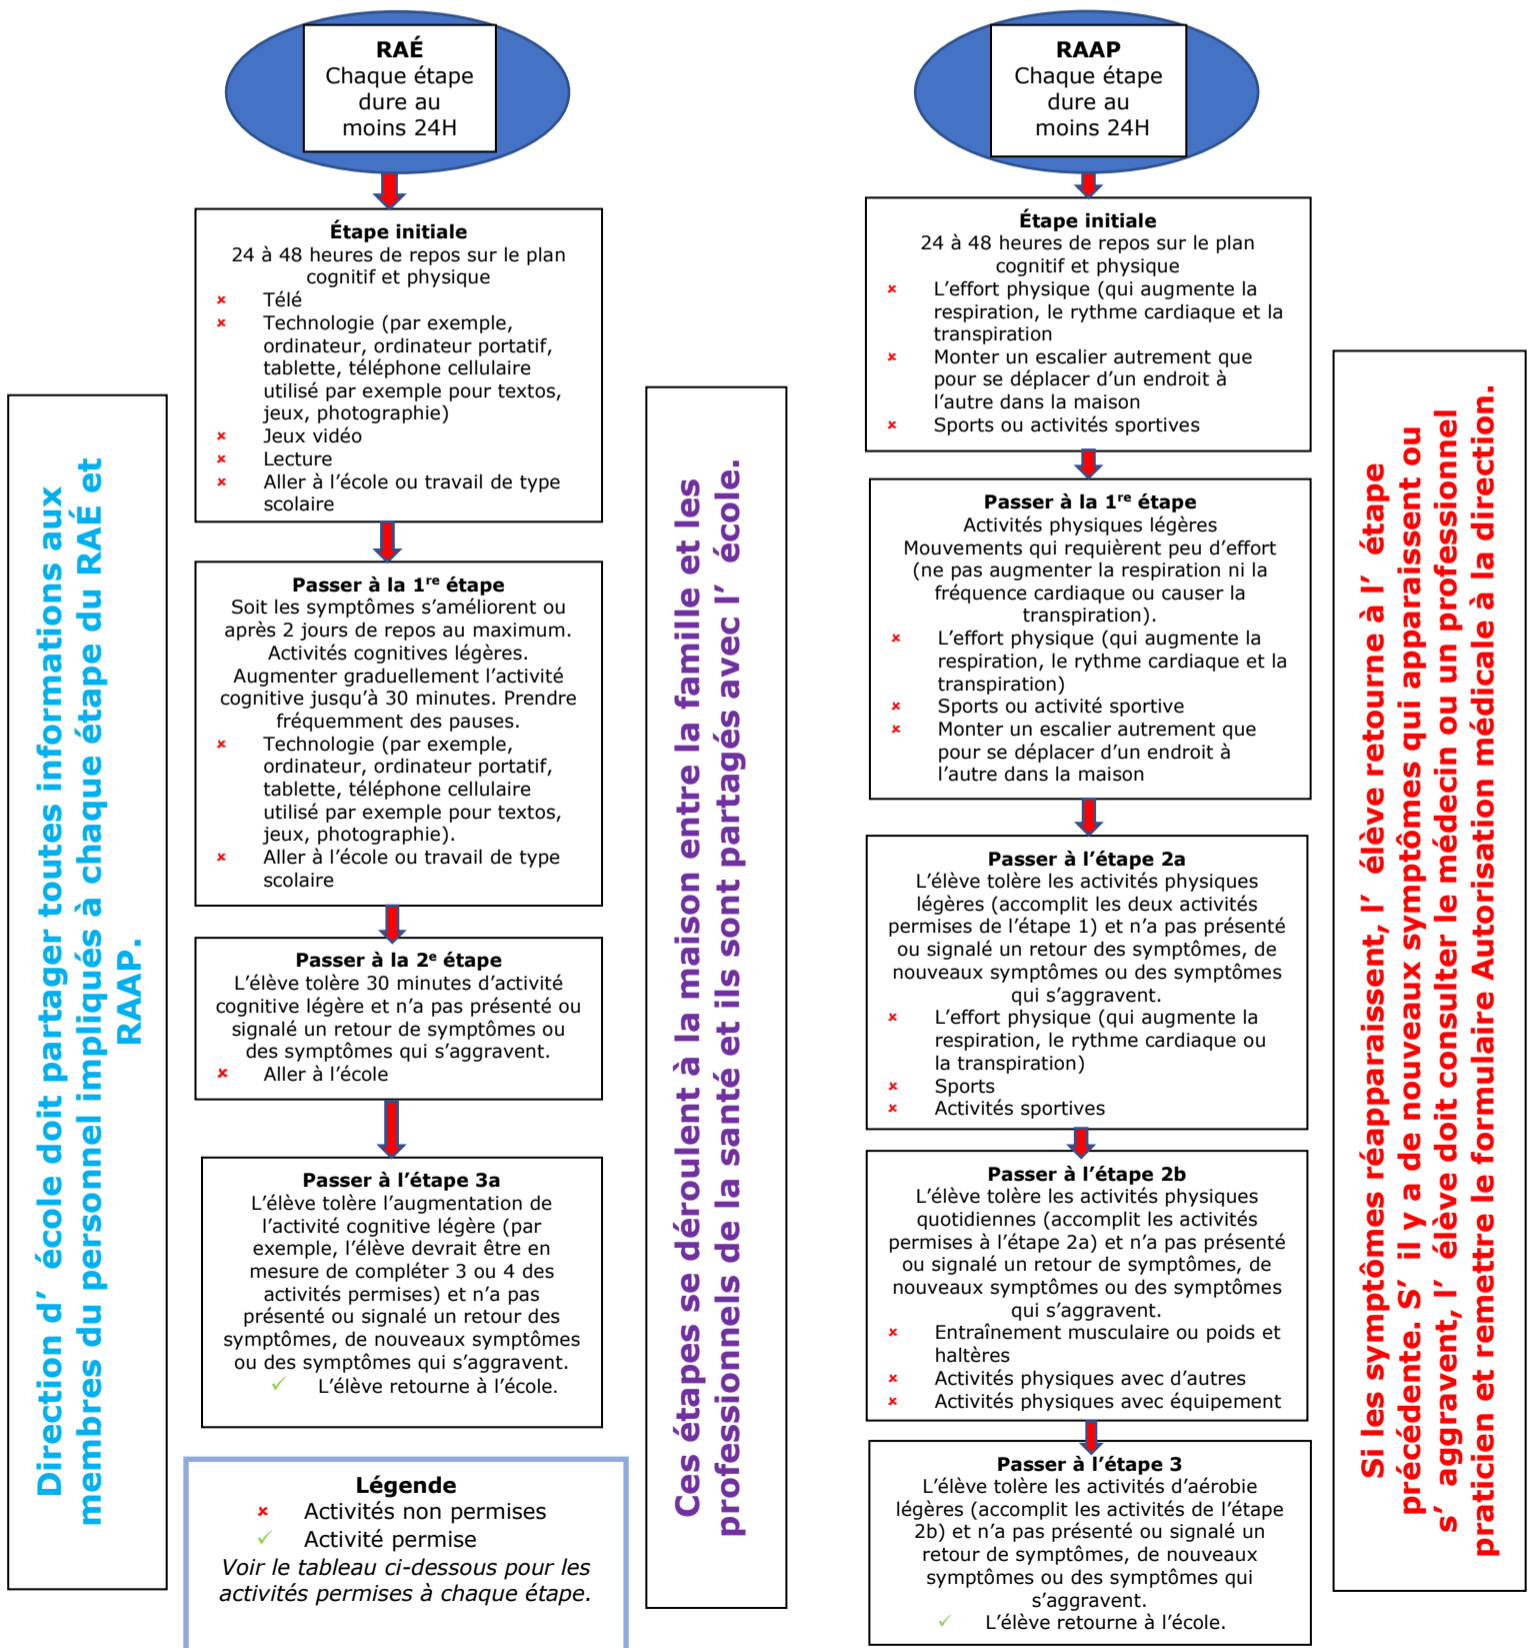 RAÉ
Chaque étape
dure au
moins 24H
Étape initiale
24 à 48 heures de repos sur le plan
cognitif et physique
× Télé
× Technologie (par exemple,
ordinateur, ordinateur portatif,
tablette, téléphone cellulaire
utilisé par exemple pour textos,
jeux, photographie)
× Jeux vidéo
× Lecture
× Aller à l’école ou travail de type
scolaire
Passer à la 1re étape
Soit les symptômes s’améliorent ou
après 2 jours de repos au maximum.
Activités cognitives légères.
Augmenter graduellement l’activité
cognitive jusqu’à 30 minutes. Prendre
fréquemment des pauses.
× Technologie (par exemple,
ordinateur, ordinateur portatif,
tablette, téléphone cellulaire
utilisé par exemple pour textos,
jeux, photographie).
× Aller à l’école ou travail de type
scolaire
Passer à la 2e étape
L’élève tolère 30 minutes d’activité
cognitive légère et n’a pas présenté ou
signalé un retour de symptômes ou
des symptômes qui s’aggravent.
× Aller à l’école
Passer à l’étape 3a
L’élève tolère l’augmentation de
l’activité cognitive légère (par
exemple, l’élève devrait être en
mesure de compléter 3 ou 4 des
activités permises) et n’a pas
présenté ou signalé un retour des
symptômes, de nouveaux symptômes
ou des symptômes qui s’aggravent.
✓ L’élève retourne à l’école.
Légende
× Activités non permises
✓ Activité permise
Voir le tableau ci-dessous pour les
activités permises à chaque étape.
Direction d’ école doit partager toutes informations aux
membres du personnel impliqués à chaque étape du RAÉ et
RAAP.
Ces étapes se déroulent à la maison entre la famille et les
professionnels de la santé et ils sont partagés avec l’ école.
RAAP
Chaque étape
dure au
moins 24H
Étape initiale
24 à 48 heures de repos sur le plan
cognitif et physique
× L’effort physique (qui augmente la
respiration, le rythme cardiaque et la
transpiration
× Monter un escalier autrement que
pour se déplacer d’un endroit à
l’autre dans la maison
× Sports ou activités sportives
Passer à la 1re étape
Activités physiques légères
Mouvements qui requièrent peu d’effort
(ne pas augmenter la respiration ni la
fréquence cardiaque ou causer la
transpiration).
× L’effort physique (qui augmente la
respiration, le rythme cardiaque et la
transpiration)
× Sports ou activité sportive
× Monter un escalier autrement que
pour se déplacer d’un endroit à
l’autre dans la maison
Passer à l’étape 2a
L’élève tolère les activités physiques
légères (accomplit les deux activités
permises de l’étape 1) et n’a pas présenté
ou signalé un retour des symptômes, de
nouveaux symptômes ou des symptômes
qui s’aggravent.
× L’effort physique (qui augmente la
respiration, le rythme cardiaque ou
la transpiration)
× Sports
× Activités sportives
Passer à l’étape 2b
L’élève tolère les activités physiques
quotidiennes (accomplit les activités
permises à l’étape 2a) et n’a pas présenté
ou signalé un retour de symptômes, de
nouveaux symptômes ou des symptômes
qui s’aggravent.
× Entraînement musculaire ou poids et
haltères
× Activités physiques avec d’autres
× Activités physiques avec équipement
Passer à l’étape 3
L’élève tolère les activités d’aérobie
légères (accomplit les activités de l’étape
2b) et n’a pas présenté ou signalé un
retour de symptômes, de nouveaux
symptômes ou des symptômes qui
s’aggravent.
✓ L’élève retourne à l’école.
Si les symptômes réapparaissent, l’ élève retourne à l’ étape
précédente. S’ il y a de nouveaux symptômes qui apparaissent ou
s’ aggravent, l’ élève doit consulter le médecin ou un professionnel
praticien et remettre le formulaire Autorisation médicale à la direction.